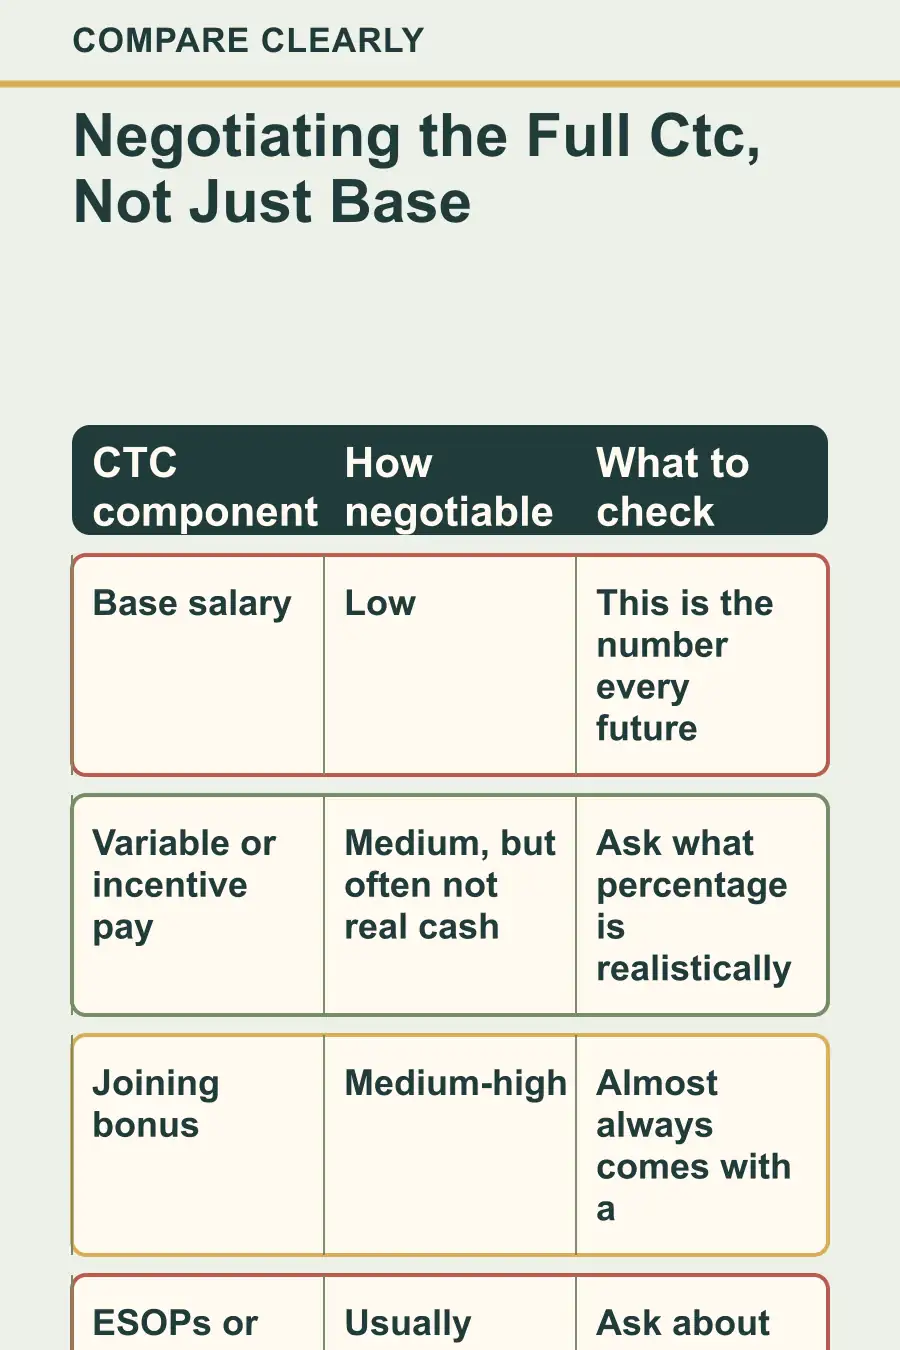 COMPARE CLEARLY
Negotiating the Full Ctc,
Not Just Base
CTC
component
How
negotiable
What to
check
Base salary
Low
This is the
number
every
future
Variable or
incentive
pay
Medium, but
often not
real cash
Ask what
percentage
is
realistically
Joining
bonus
Medium-high
Almost
always
comes with
a
ESOPs or
Usually
Ask about